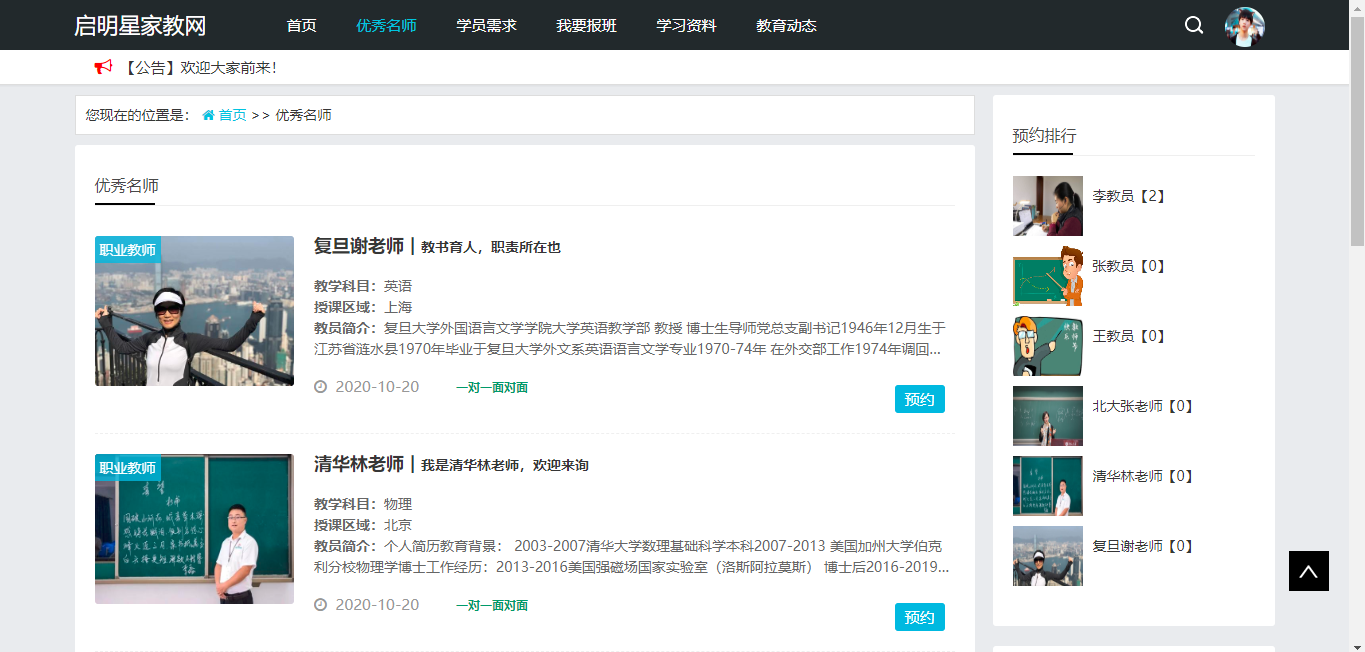 启明星家教网 首页 优秀名师 学员需求 我要报班 学习资料 教育动态
【公告】欢迎大家前来！
您现在的位置是： 首页 >> 优秀名师
优秀名师
职业教师
复旦谢老师 | 教书育人，职责所在也
教学科目：英语
授课区域：上海
教员简介：复旦大学外国语言文学学院大学英语教学部 教授 博士生导师党总支副书记1946年12月生于
江苏省涟水县1970年毕业于复旦大学外文系英语语言文学专业1970-74年 在外交部工作1974年调回...
2020-10-20 一对一面对面
预约
职业教师
清华林老师 | 我是清华林老师，欢迎来询
教学科目：物理
授课区域：北京
教员简介：个人简历教育背景： 2003-2007清华大学数理基础科学本科2007-2013 美国加州大学伯克
利分校物理学博士工作经历：2013-2016美国强磁场国家实验室（洛斯阿拉莫斯） 博士后2016-2019...
2020-10-20 一对一面对面
预约
预约排行
李教员【2】
张教员【0】
王教员【0】
北大张老师【0】
清华林老师【0】
复旦谢老师【0】